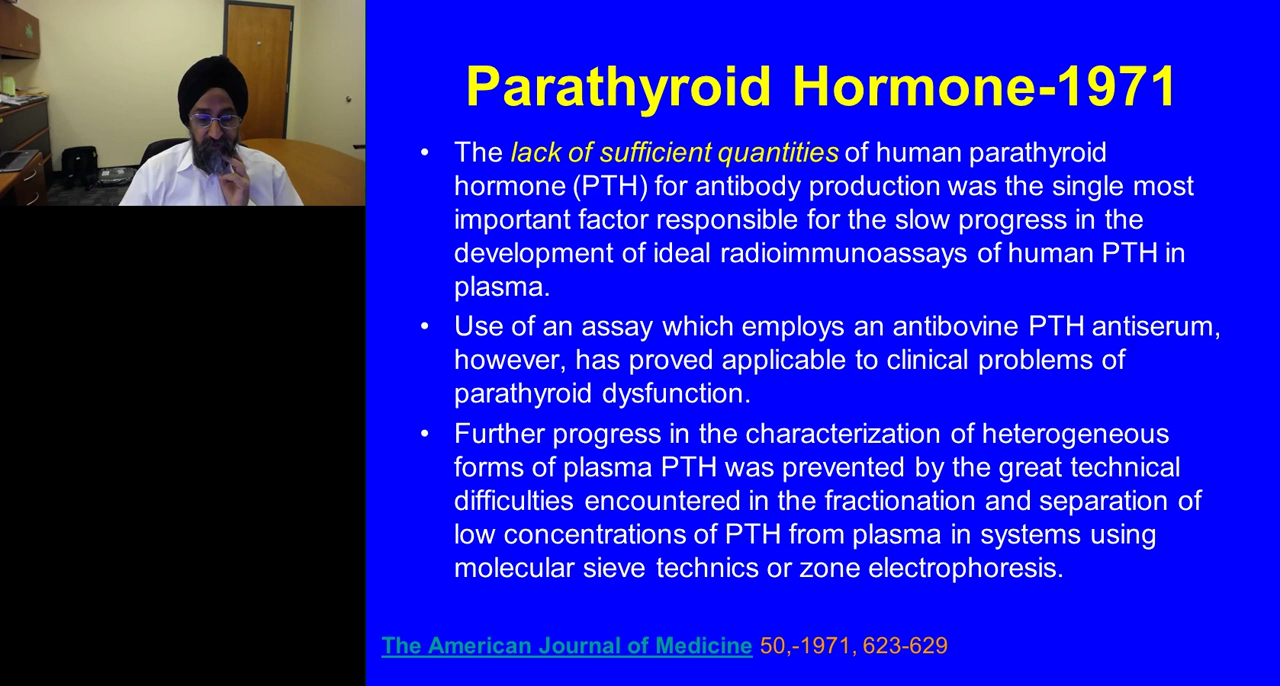 Parathyroid Hormone-1971
• The lack of sufficient quantities of human parathyroid
hormone (PTH) for antibody production was the single most
important factor responsible for the slow progress in the
development of ideal radioimmunoassays of human PTH in
plasma.
• Use of an assay which employs an antibovine PTH antiserum,
however, has proved applicable to clinical problems of
parathyroid dysfunction.
• Further progress in the characterization of heterogeneous
forms of plasma PTH was prevented by the great technical
difficulties encountered in the fractionation and separation of
low concentrations of PTH from plasma in systems using
molecular sieve technics or zone electrophoresis.
The American Journal of Medicine 50,-1971, 623-629